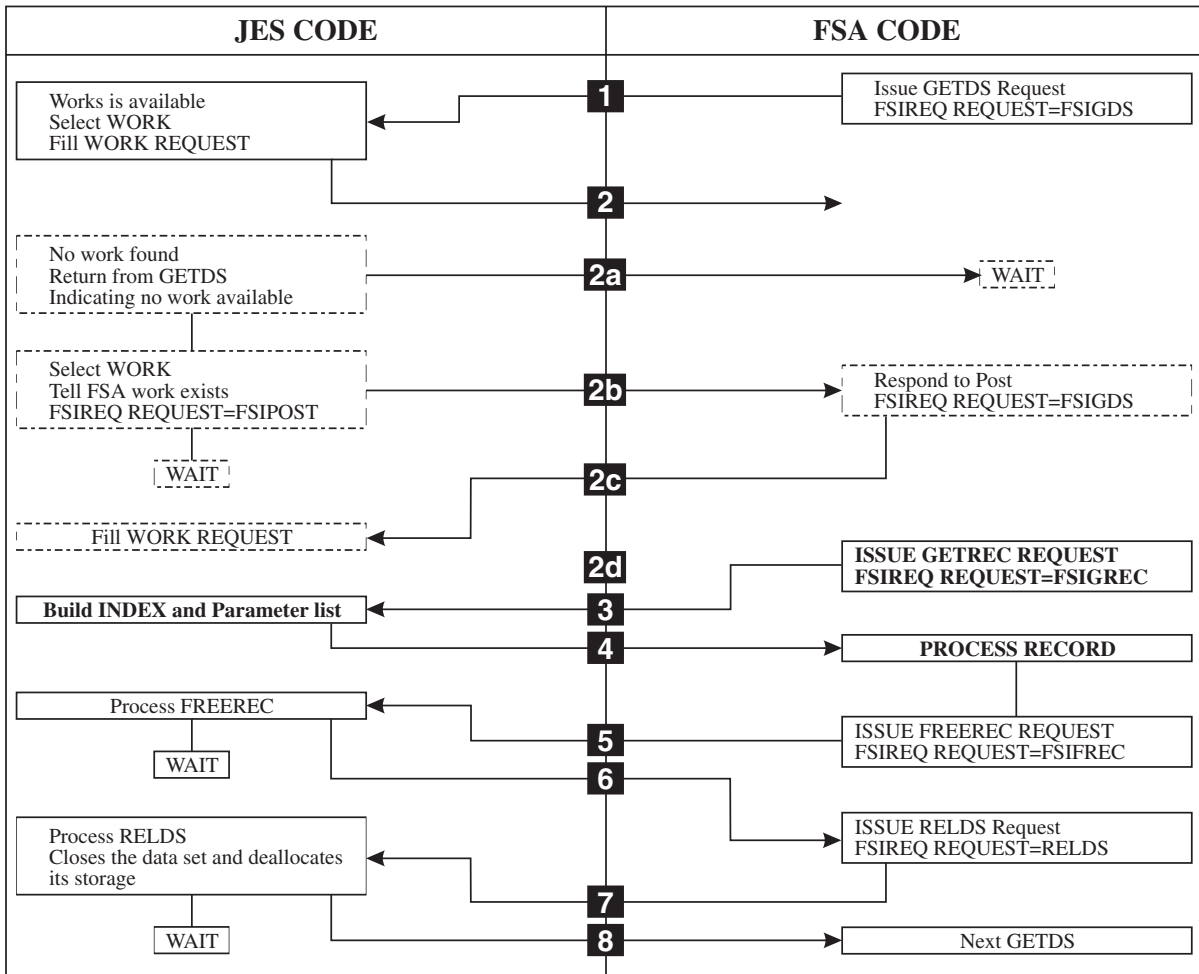 JES CODE
FSA CODE
Works is available
Select WORK
Fill WORK REQUEST
1
Issue GETDS Request
FSIREQ REQUEST=FSIGDS
2
No work found
Return from GETDS
Indicating no work available
2a
WAIT
Select WORK
Tell FSA work exists
FSIREQ REQUEST=FSIPOST
2b
Respond to Post
FSIREQ REQUEST=FSIGDS
WAIT
2c
Fill WORK REQUEST
2d
ISSUE GETREC REQUEST
FSIREQ REQUEST=FSIGREC
Build INDEX and Parameter list
3
4
PROCESS RECORD
Process FREEREC
5
ISSUE FREEREC REQUEST
FSIREQ REQUEST=FSIFREC
WAIT
6
Process RELDS
Closes the data set and deallocates
its storage
ISSUE RELDS Request
FSIREQ REQUEST=RELDS
7
WAIT
8
Next GETDS